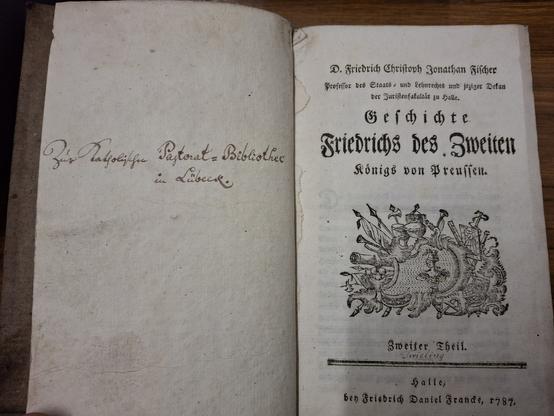 Zur Katholischen Pastorat-Bibliothek
in Lübeck.
D. Friedrich Christoph Jonathan Fischer
Professor des Staats- und Lehnrechts und jeziger Dekan
der Juristenfakultät zu Halle.
Geschichte
Friedrichs des Zweiten
Königs von Preussen.
Zweiter Theil.
Halle,
bey Friedrich Daniel Francke, 1787.